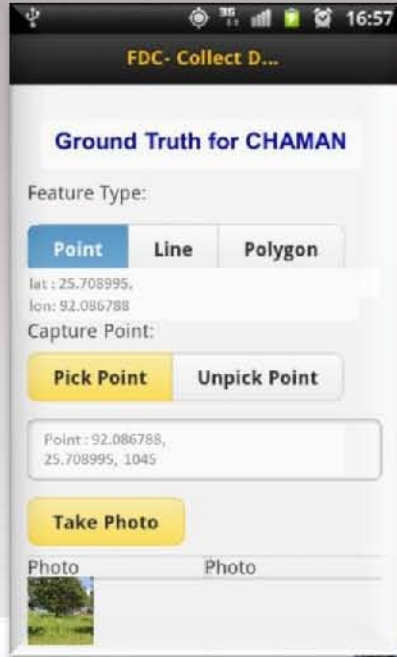 3G
16:57
FDC- Collect D...
Ground Truth for CHAMAN
Feature Type:
Point Line Polygon
lat : 25.708995,
lon: 92.086788
Capture Point:
Pick Point Unpick Point
Point : 92.086788,
25.708995, 1045
Take Photo
Photo Photo